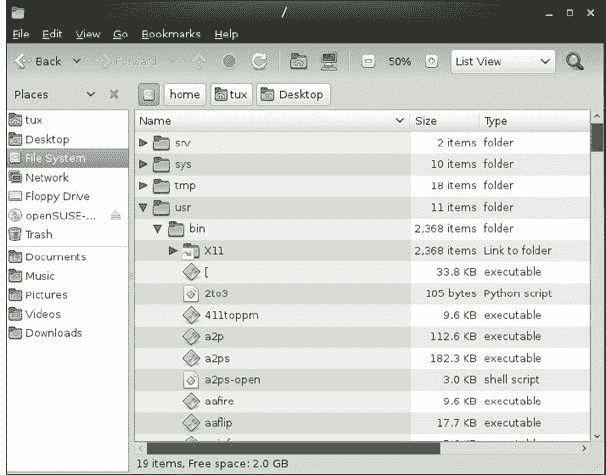 /
File Edit View Go Bookmarks Help
Back Forward 50% List View
Places home tux Desktop
tux
Desktop
File System
Network
Floppy Drive
openSUSE-...
Trash
Documents
Music
Pictures
Videos
Downloads
Name Size Type
srv 2 items folder
sys 10 items folder
tmp 18 items folder
usr 11 items folder
bin 2,368 items folder
X11 2,368 items Link to folder
[ 33.8 KB executable
2to3 105 bytes Python script
411toppm 9.6 KB executable
a2p 112.6 KB executable
a2ps 182.3 KB executable
a2ps-open 3.0 KB shell script
aafire 9.6 KB executable
aaflip 17.7 KB executable
19 items, Free space: 2.0 GB